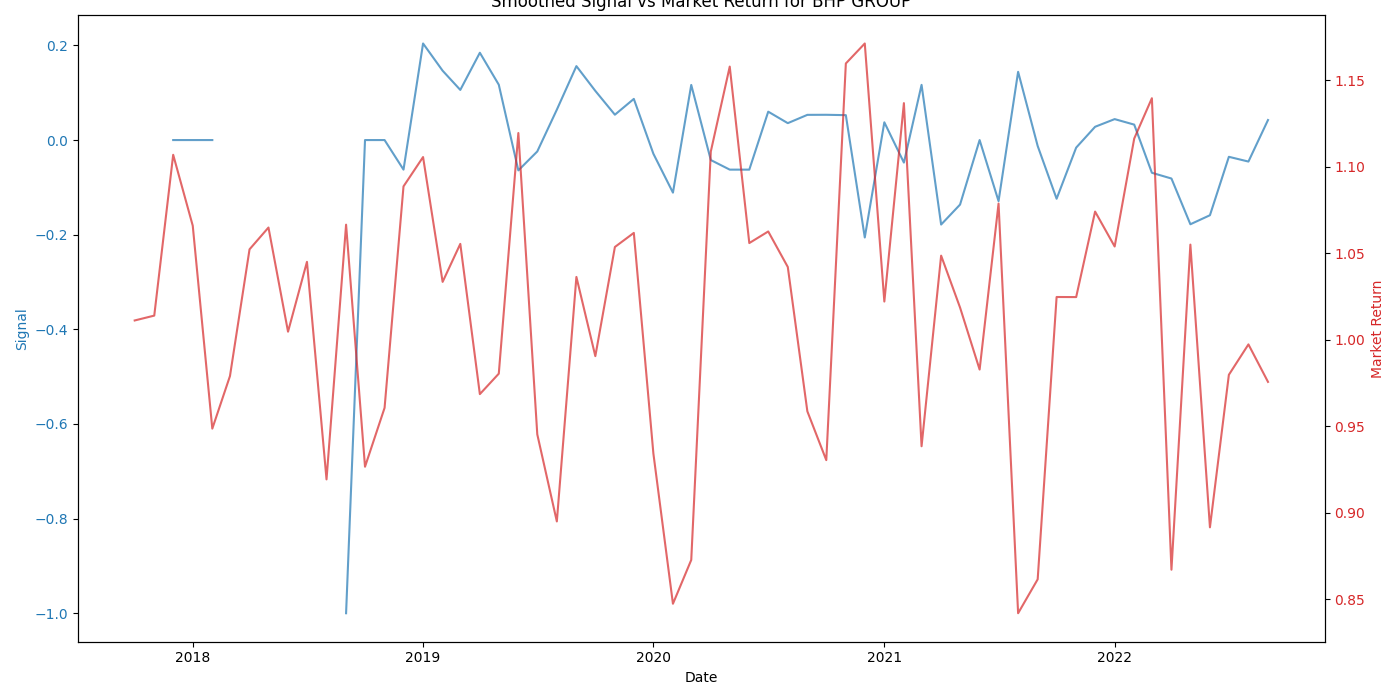 Smoothed Signal vs Market Return for BHP GROUP
0.2
0.0
−0.2
−0.4
−0.6
−0.8
−1.0
Signal
1.15
1.10
1.05
1.00
0.95
0.90
0.85
Market Return
2018 2019 2020 2021 2022
Date